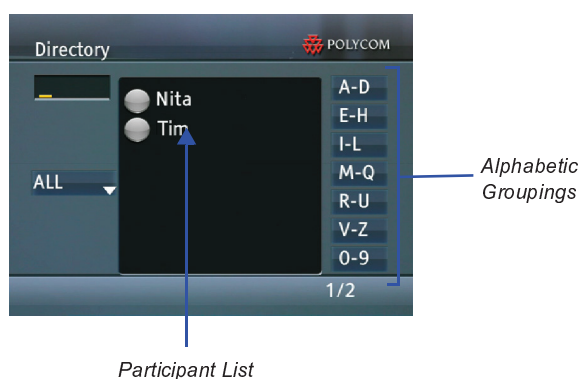 Directory
POLYCOM
Nita
Tim
ALL
A-D
E-H
I-L
M-Q
R-U
V-Z
0-9
1/2
Alphabetic
Groupings
Participant List